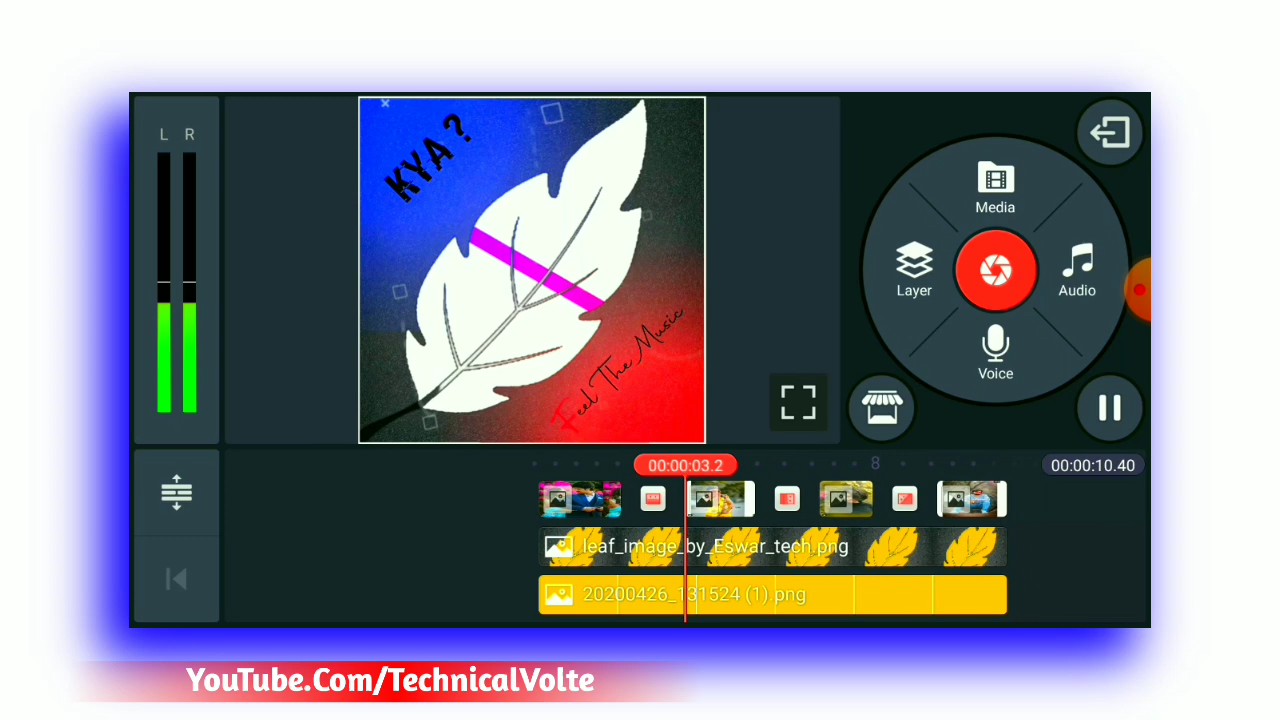 L R
KYA ?
Feel The Music
Media
Layer
Audio
Voice
00:00:03.2
8
00:00:10.40
leaf_image_by_Eswar_tech.png
20200426_131524 (1).png
YouTube.Com/TechnicalVolte